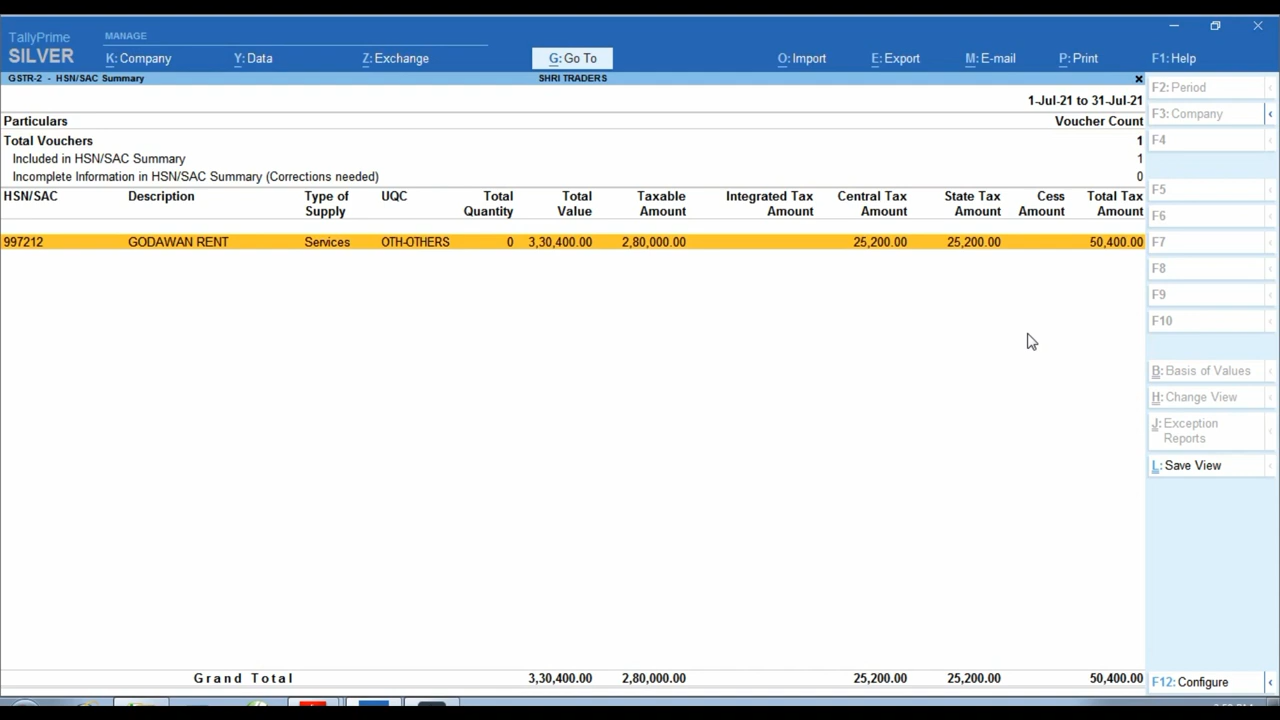 TallyPrime MANAGE
SILVER K: Company Y: Data Z: Exchange G: Go To O: Import E: Export M: E-mail P: Print F1: Help
GSTR-2 - HSN/SAC Summary SHRI TRADERS x
1-Jul-21 to 31-Jul-21
Particulars Voucher Count
Total Vouchers 1
Included in HSN/SAC Summary 1
Incomplete Information in HSN/SAC Summary (Corrections needed) 0
HSN/SAC Description Type of UQC Total Total Taxable Integrated Tax Central Tax State Tax Cess Total Tax
Supply Quantity Value Amount Amount Amount Amount Amount Amount
997212 GODAWAN RENT Services OTH-OTHERS 0 3,30,400.00 2,80,000.00 25,200.00 25,200.00 50,400.00
Grand Total 3,30,400.00 2,80,000.00 25,200.00 25,200.00 50,400.00
F2: Period
F3: Company
F4
F5
F6
F7
F8
F9
F10
B: Basis of Values
H: Change View
J: Exception
Reports
L: Save View
F12: Configure